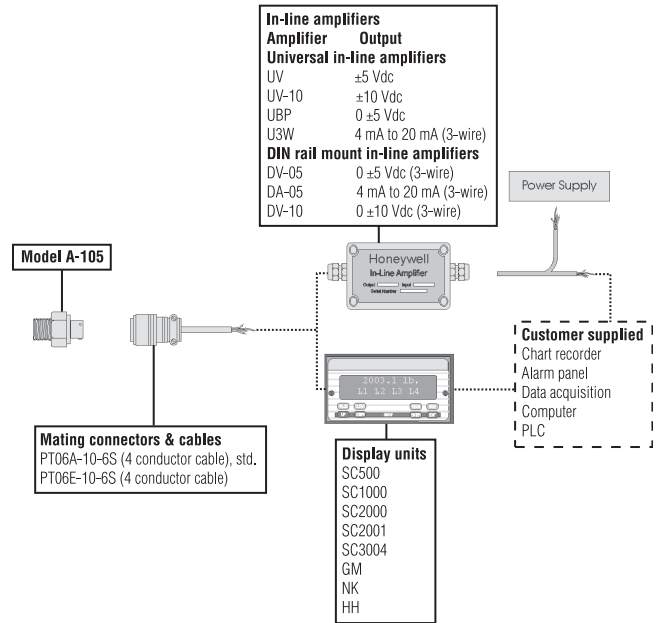 In-line amplifiers
Amplifier Output
Universal in-line amplifiers
UV ±5 Vdc
UV-10 ±10 Vdc
UBP 0 ±5 Vdc
U3W 4 mA to 20 mA (3-wire)
DIN rail mount in-line amplifiers
DV-05 0 ±5 Vdc (3-wire)
DA-05 4 mA to 20 mA (3-wire)
DV-10 0 ±10 Vdc (3-wire)
Power Supply
Model A-105
Honeywell
In-Line Amplifier
Output Input
Serial Number
Customer supplied
Chart recorder
Alarm panel
Data acquisition
Computer
PLC
2003.1 lb.
L1 L2 L3 L4
Mating connectors & cables
PT06A-10-6S (4 conductor cable), std.
PT06E-10-6S (4 conductor cable)
Display units
SC500
SC1000
SC2000
SC2001
SC3004
GM
NK
HH